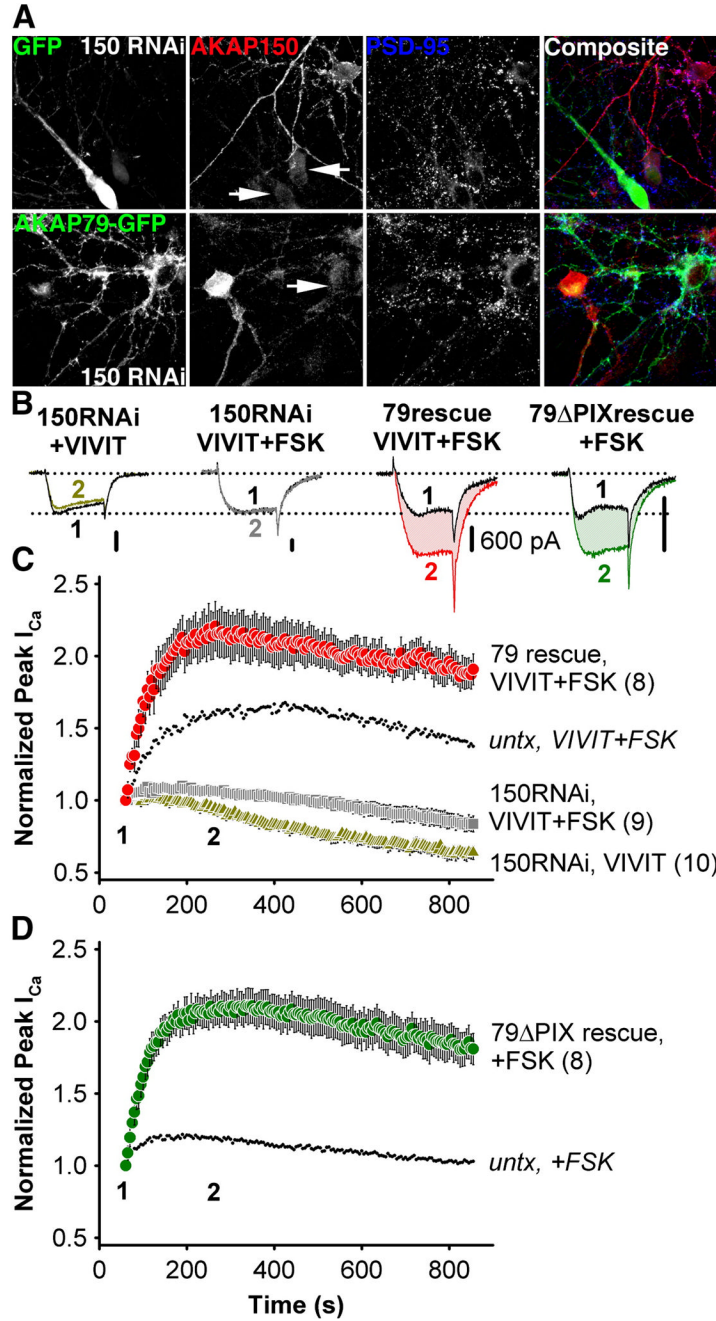 A
GFP 150 RNAi
AKAP150
PSD-95
Composite
AKAP79-GFP
150 RNAi
B
150RNAi
+VIVIT
150RNAi
VIVIT+FSK
79rescue
VIVIT+FSK
79ΔPIXrescue
+FSK
2
1
1
2
1
2
600 pA
1
2
C
Normalized Peak I_Ca
2.5
2.0
1.5
1.0
0.5
79 rescue,
VIVIT+FSK (8)
untx, VIVIT+FSK
150RNAi,
VIVIT+FSK (9)
150RNAi, VIVIT (10)
1
2
0 200 400 600 800
D
Normalized Peak I_Ca
2.5
2.0
1.5
1.0
0.5
79ΔPIX rescue,
+FSK (8)
untx, +FSK
1
2
0 200 400 600 800
Time (s)